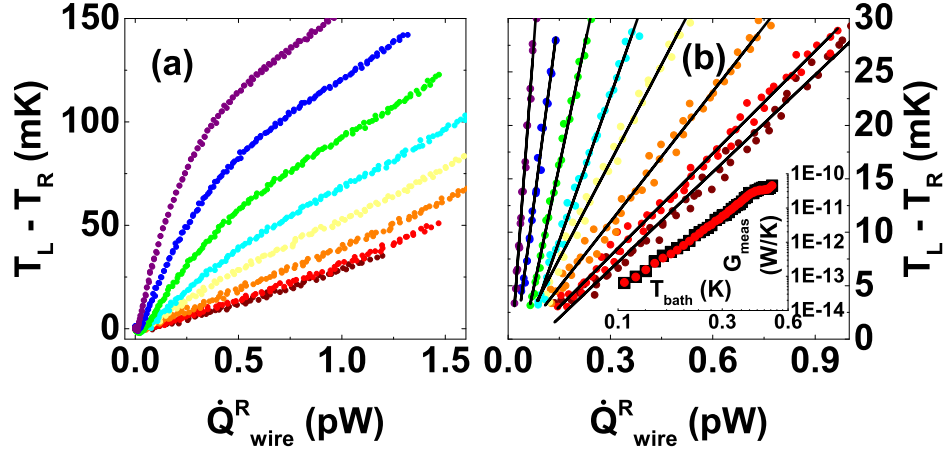 150
100
50
0
T_L - T_R (mK)
(a)
0.0 0.5 1.0 1.5
Q̇^R_wire (pW)
(b)
30
25
20
15
10
5
0
T_L - T_R (mK)
1E-10
1E-11
1E-12
1E-13
1E-14
G_meas
(W/K)
T_bath (K)
0.1 0.3 0.6
0.0 0.3 0.6 0.9
Q̇^R_wire (pW)